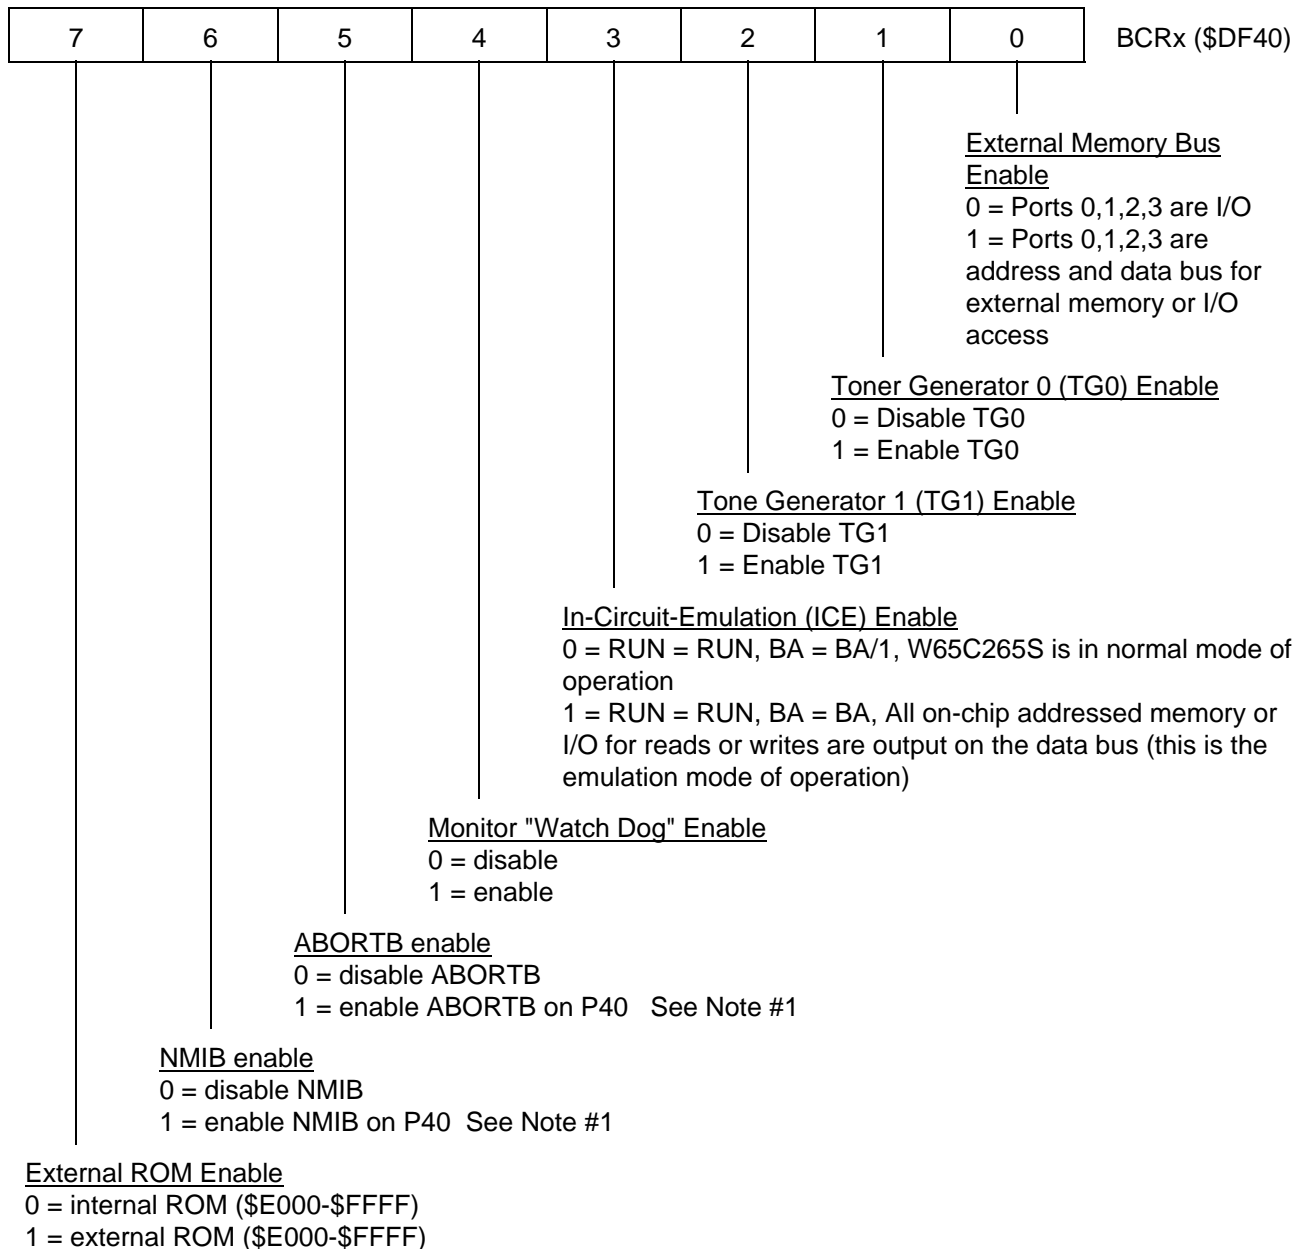 7 6 5 4 3 2 1 0 BCRx ($DF40)
External Memory Bus
Enable
0 = Ports 0,1,2,3 are I/O
1 = Ports 0,1,2,3 are
address and data bus for
external memory or I/O
access
Toner Generator 0 (TG0) Enable
0 = Disable TG0
1 = Enable TG0
Tone Generator 1 (TG1) Enable
0 = Disable TG1
1 = Enable TG1
In-Circuit-Emulation (ICE) Enable
0 = RUN = RUN, BA = BA/1, W65C265S is in normal mode of
operation
1 = RUN = RUN, BA = BA, All on-chip addressed memory or
I/O for reads or writes are output on the data bus (this is the
emulation mode of operation)
Monitor "Watch Dog" Enable
0 = disable
1 = enable
ABORTB enable
0 = disable ABORTB
1 = enable ABORTB on P40 See Note #1
NMIB enable
0 = disable NMIB
1 = enable NMIB on P40 See Note #1
External ROM Enable
0 = internal ROM ($E000-$FFFF)
1 = external ROM ($E000-$FFFF)